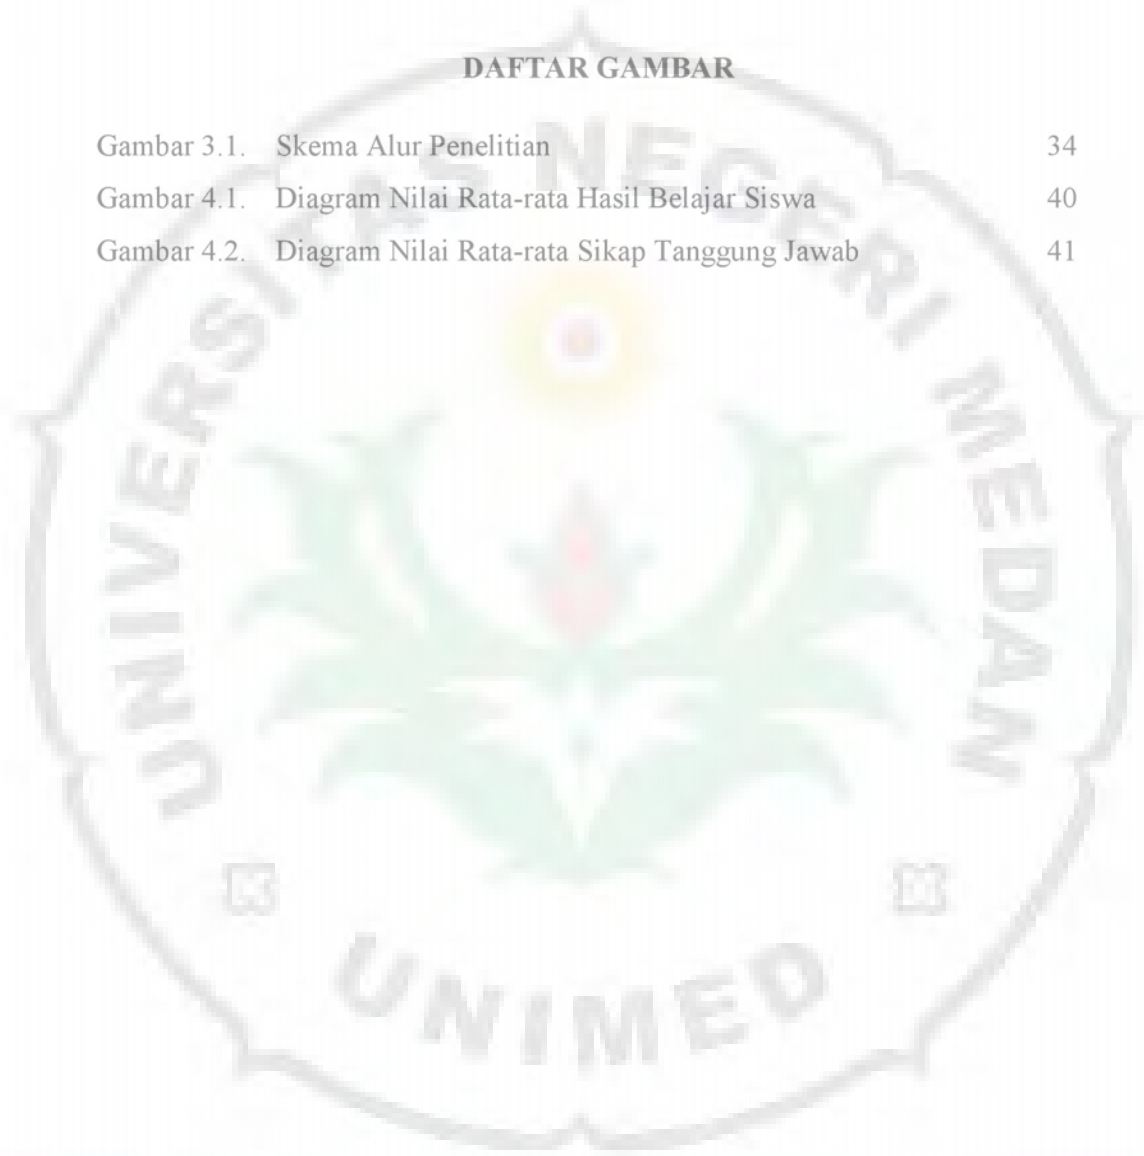 DAFTAR GAMBAR
Gambar 3.1. Skema Alur Penelitian 34
Gambar 4.1. Diagram Nilai Rata-rata Hasil Belajar Siswa 40
Gambar 4.2. Diagram Nilai Rata-rata Sikap Tanggung Jawab 41
UNIVERSITAS NEGERI MEDAN
UNIMED